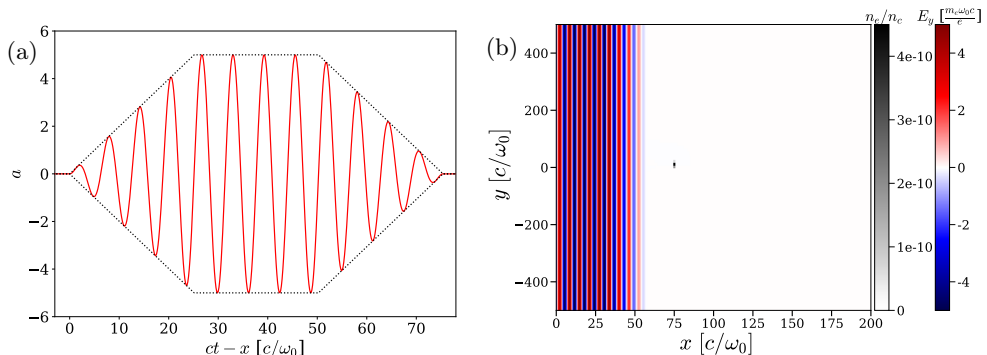 (a)
6
4
2
0
−2
−4
−6
a
0 10 20 30 40 50 60 70
ct − x [c/ω₀]
(b)
400
200
0
−200
−400
y [c/ω₀]
0 25 50 75 100 125 150 175 200
x [c/ω₀]
nₑ/n_c
4e-10
3e-10
2e-10
1e-10
0
E_y [mₑω₀c/e]
4
2
0
-2
-4